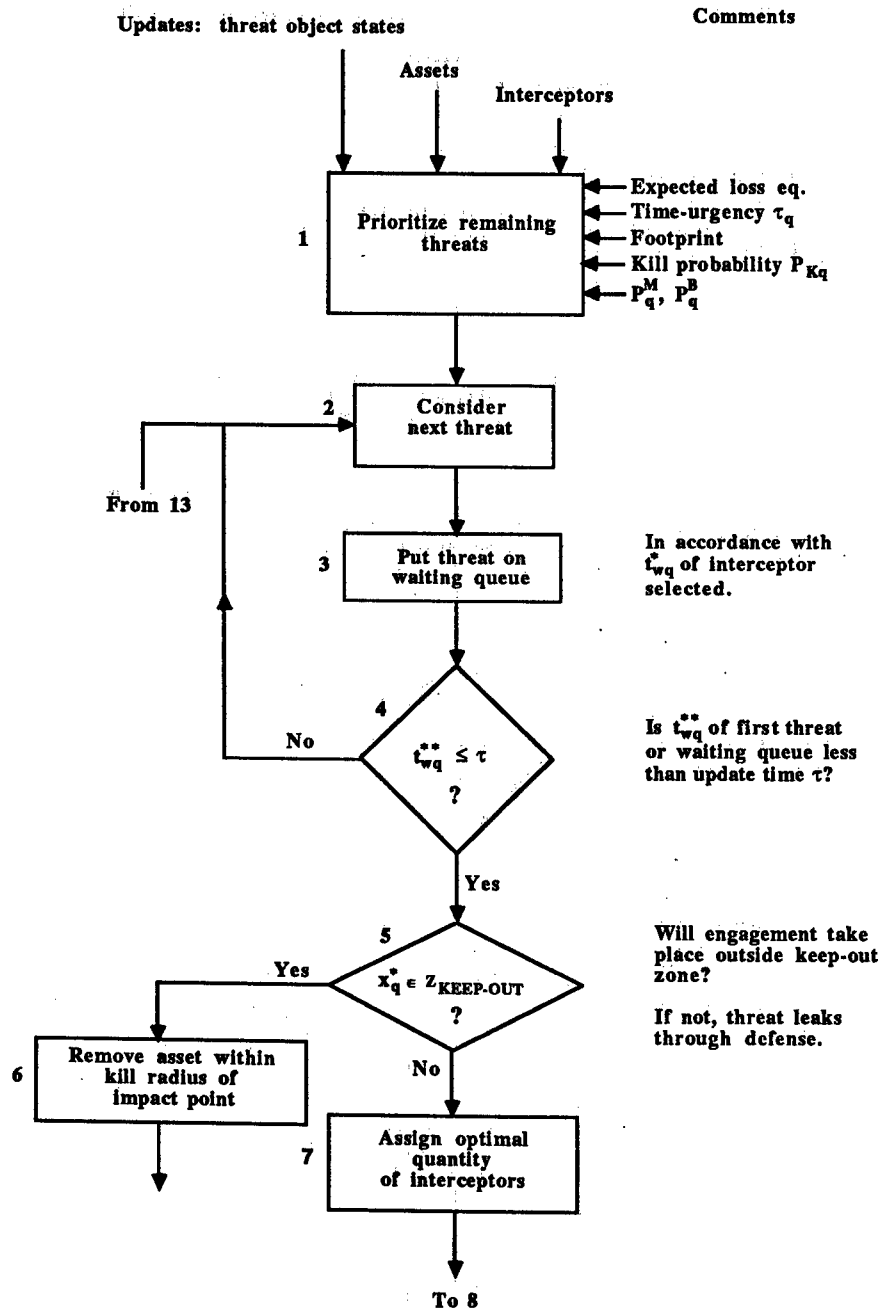 Comments
Updates: threat object states
Assets
Interceptors
1
Prioritize remaining
threats
Expected loss eq.
Time-urgency τq
Footprint
Kill probability PKq
P_q^M, P_q^B
2
Consider
next threat
From 13
3
Put threat on
waiting queue
In accordance with
t*wq of interceptor
selected.
4
No
t**wq ≤ τ
?
Is t**wq of first threat
or waiting queue less
than update time τ?
Yes
5
Yes
x*q ∈ ZKEEP-OUT
?
Will engagement take
place outside keep-out
zone?
If not, threat leaks
through defense.
6
Remove asset within
kill radius of
impact point
No
7
Assign optimal
quantity
of interceptors
To 8